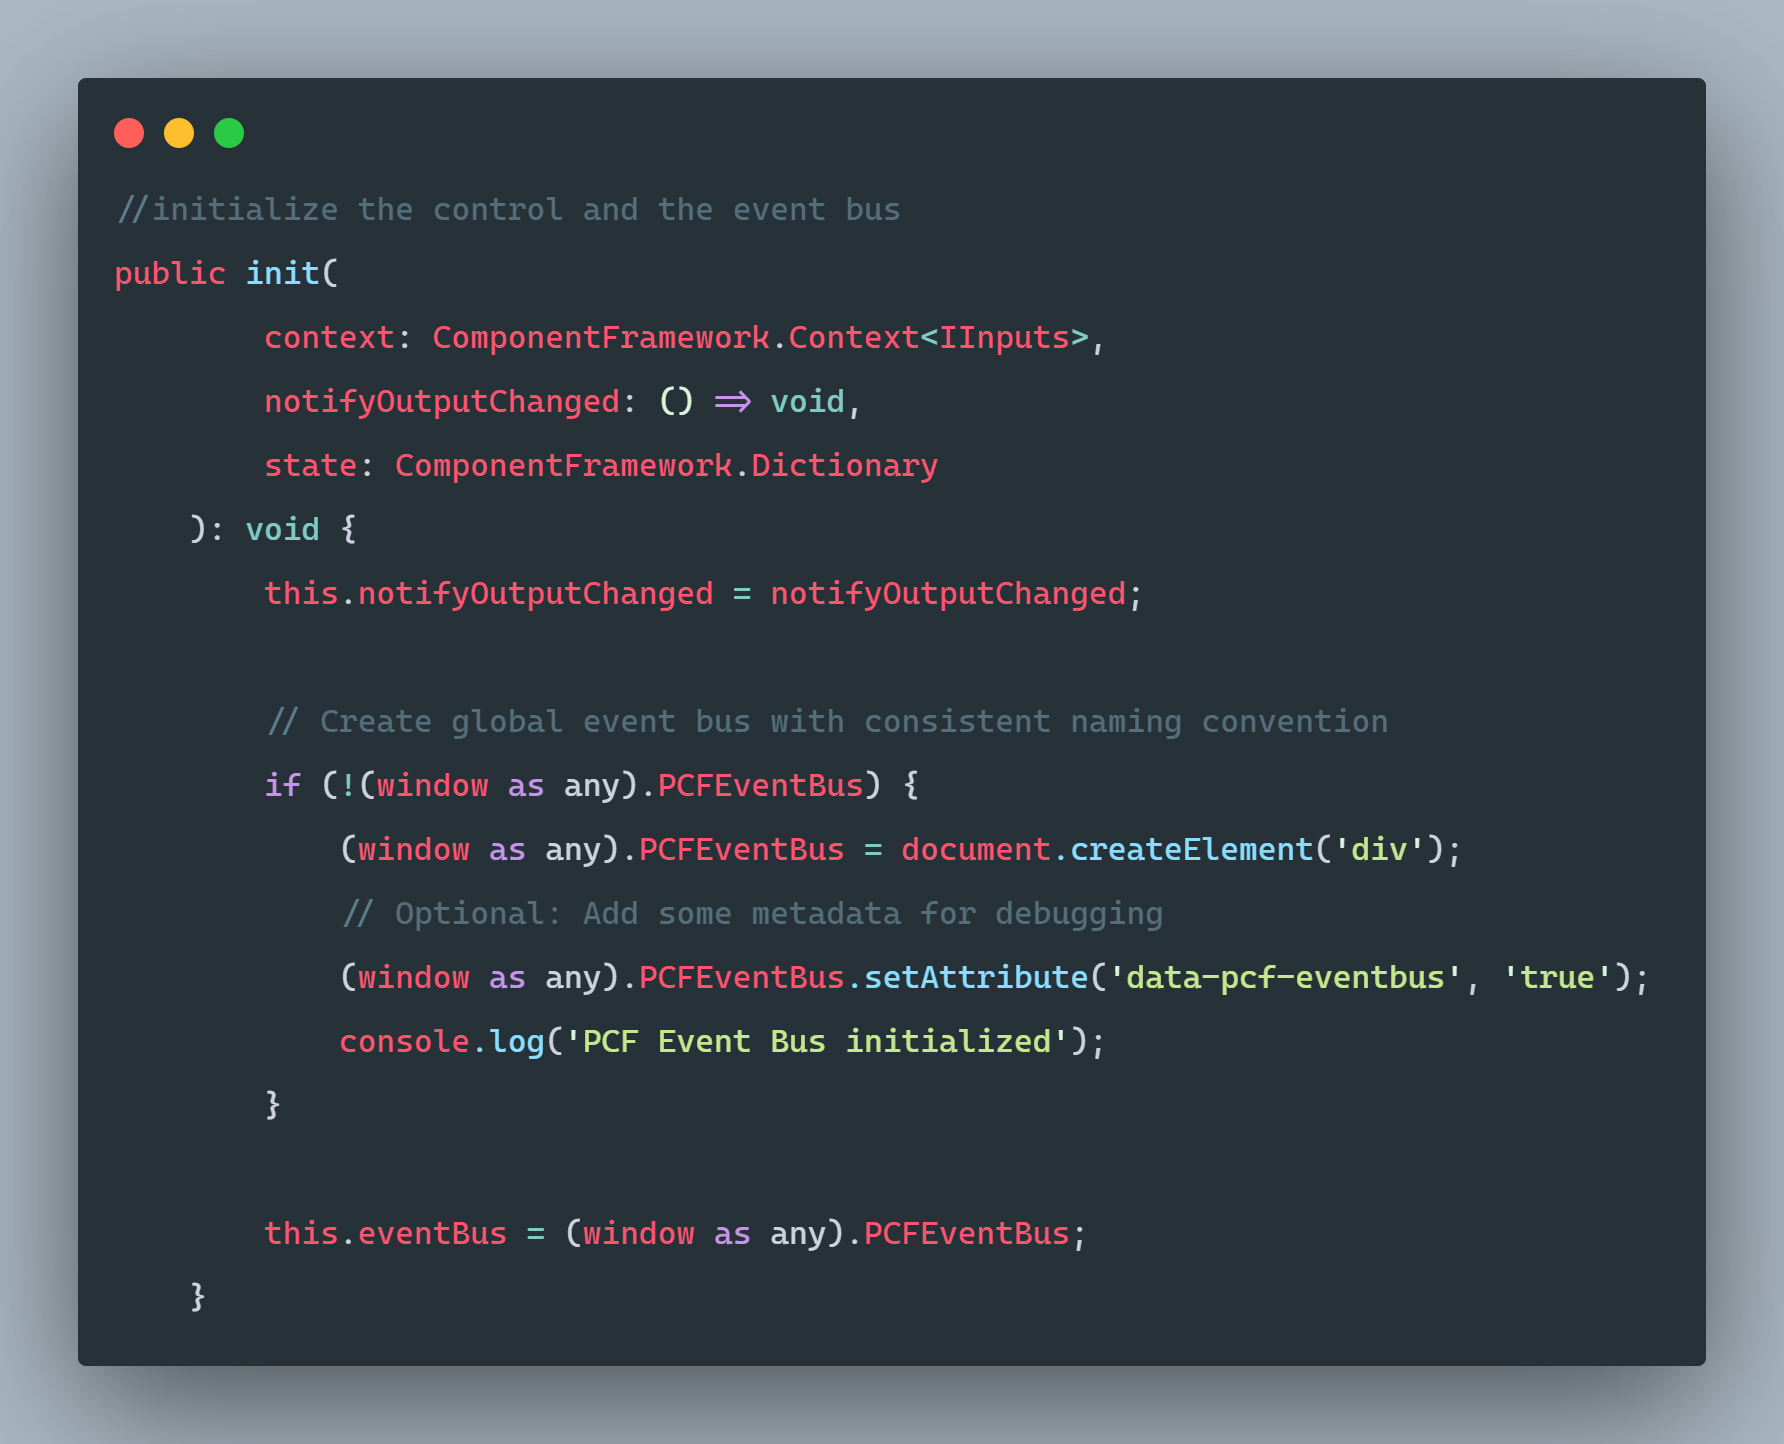 //initialize the control and the event bus
public init(
        context: ComponentFramework.Context<IInputs>,
        notifyOutputChanged: () => void,
        state: ComponentFramework.Dictionary
    ): void {
        this.notifyOutputChanged = notifyOutputChanged;

        // Create global event bus with consistent naming convention
        if (!(window as any).PCFEventBus) {
            (window as any).PCFEventBus = document.createElement('div');
            // Optional: Add some metadata for debugging
            (window as any).PCFEventBus.setAttribute('data-pcf-eventbus', 'true');
            console.log('PCF Event Bus initialized');
        }

        this.eventBus = (window as any).PCFEventBus;
    }